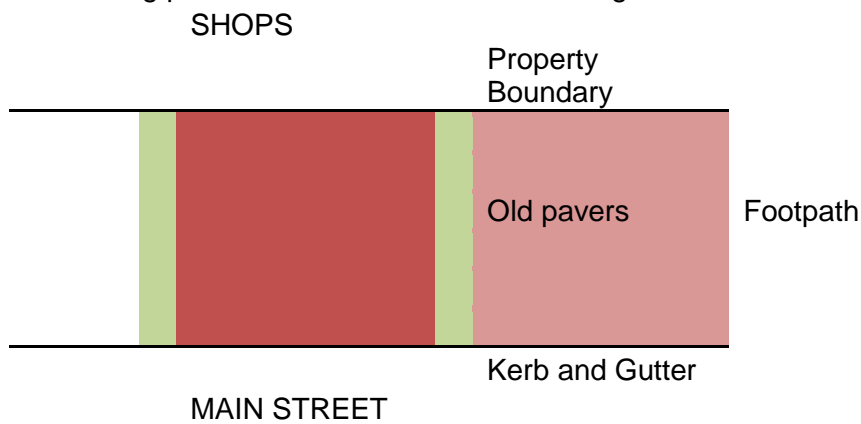 SHOPS
Property
Boundary
Old pavers
Footpath
Kerb and Gutter
MAIN STREET